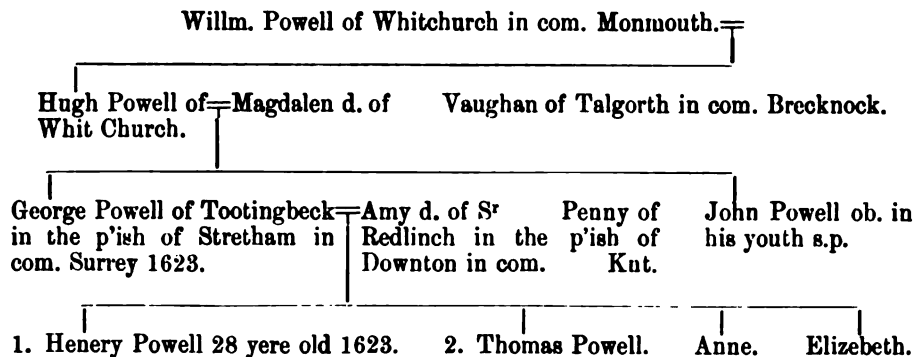 Willm. Powell of Whitchurch in com. Monmouth.
Hugh Powell of Magdalen d. of Vaughan of Talgorth in com. Brecknock.
Whit Church.
George Powell of Tootingbeck Amy d. of Sʳ Penny of John Powell ob. in
in the p'ish of Stretham in Redlinch in the p'ish of his youth s.p.
com. Surrey 1623. Downton in com. Knt.
1. Henery Powell 28 yere old 1623. 2. Thomas Powell. Anne. Elizebeth.